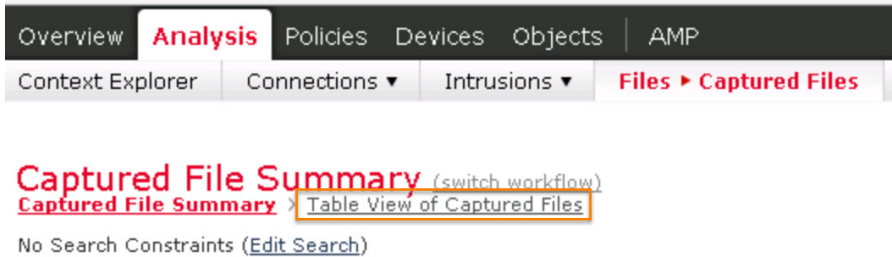 Overview Analysis Policies Devices Objects | AMP
Context Explorer Connections ▼ Intrusions ▼ Files ▶ Captured Files
Captured File Summary (switch workflow)
Captured File Summary > Table View of Captured Files
No Search Constraints (Edit Search)